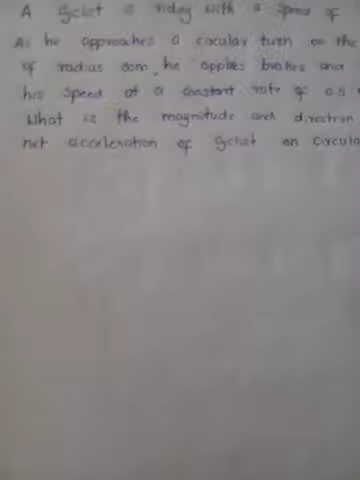 A cyclist is riding with a speed of
As he approaches a circular turn on the
of radius 80m, he applies brakes and
his speed at a constant rate of 0.5
What is the magnitude and direction
net acceleration of cyclist on circula